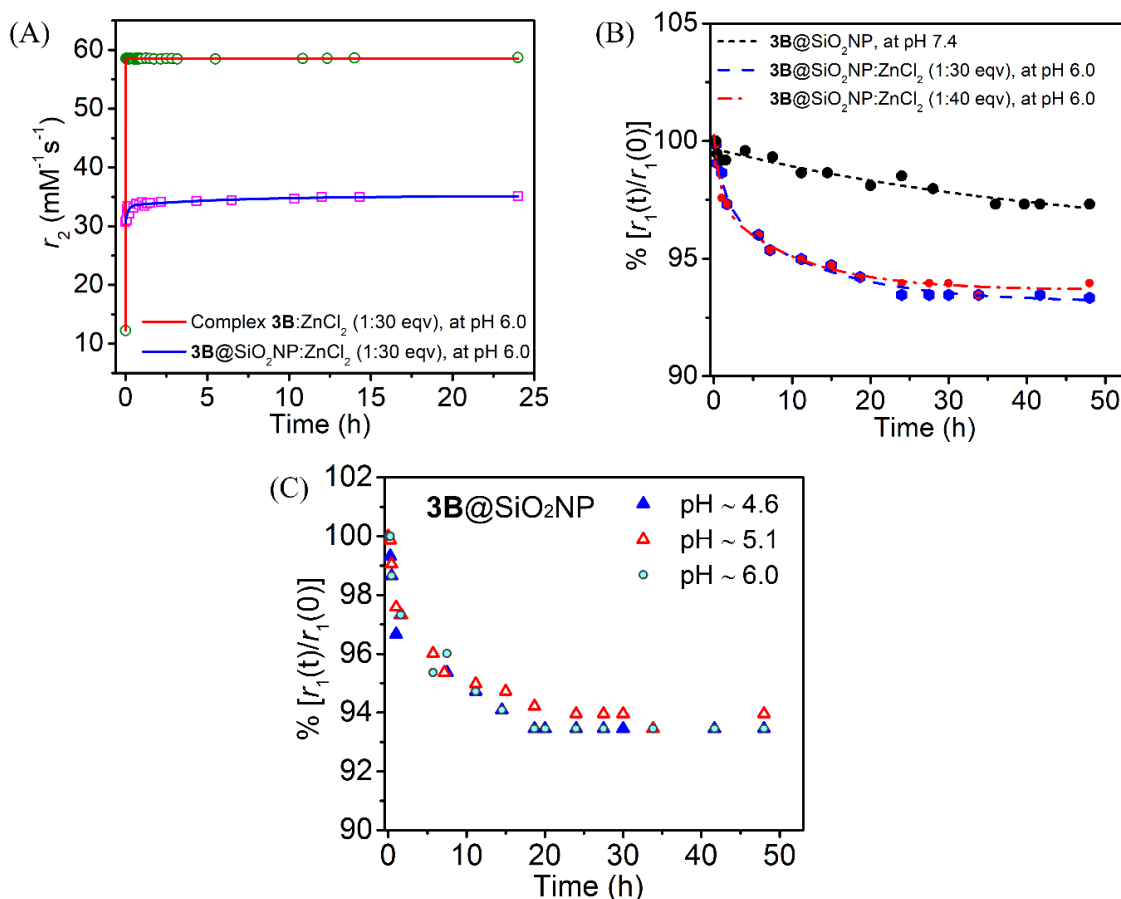 (A)
r₂ (mM⁻¹s⁻¹)
60
50
40
30
20
10
Complex 3B:ZnCl₂ (1:30 eqv), at pH 6.0
3B@SiO₂NP:ZnCl₂ (1:30 eqv), at pH 6.0
0 5 10 15 20 25
Time (h)
(B)
% [r₁(t)/r₁(0)]
105
100
95
90
3B@SiO₂NP, at pH 7.4
3B@SiO₂NP:ZnCl₂ (1:30 eqv), at pH 6.0
3B@SiO₂NP:ZnCl₂ (1:40 eqv), at pH 6.0
0 10 20 30 40 50
Time (h)
(C)
% [r₁(t)/r₁(0)]
102
100
98
96
94
92
90
3B@SiO₂NP
pH ~ 4.6
pH ~ 5.1
pH ~ 6.0
0 10 20 30 40 50
Time (h)